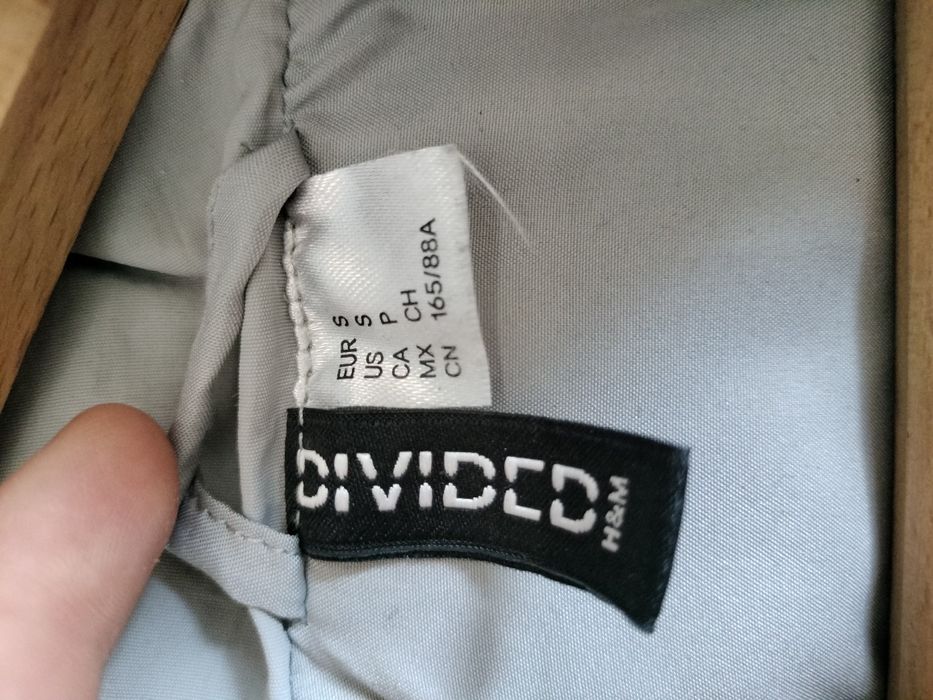 EUR S
US S
CA P
MX CH
CN 165/88A
DIVIDED
H&M